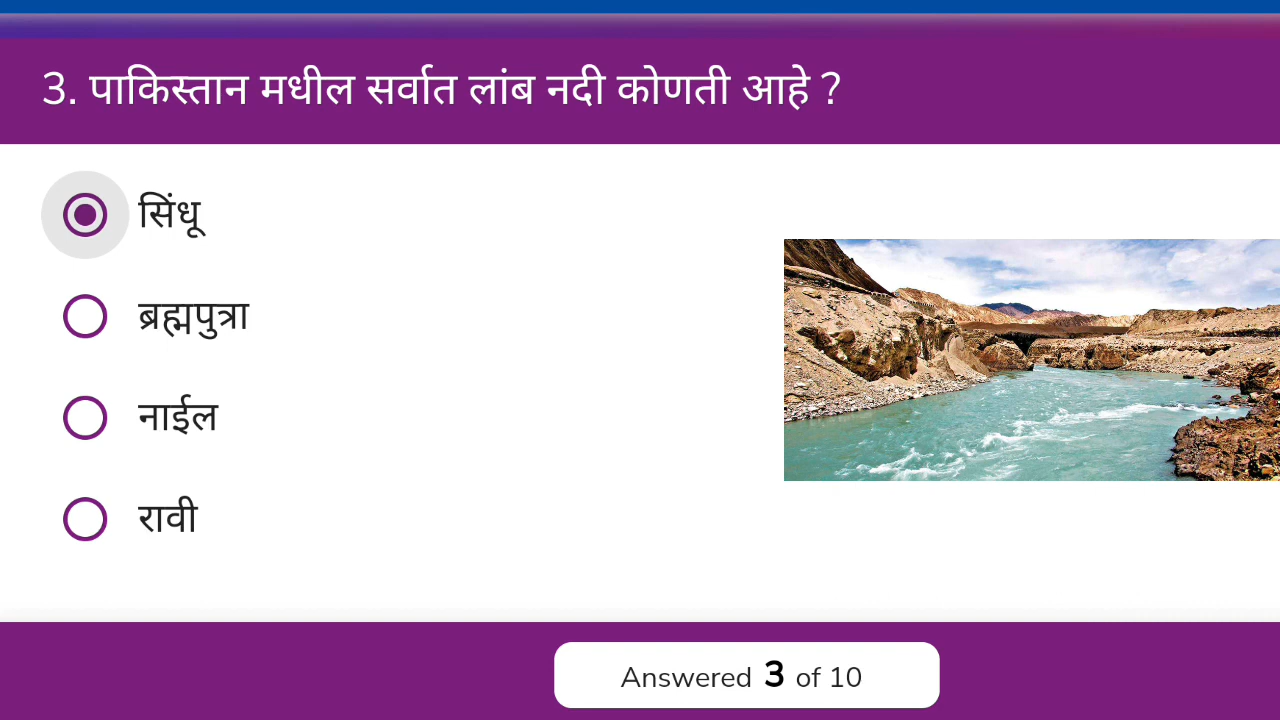 3. पाकिस्तान मधील सर्वात लांब नदी कोणती आहे ?
सिंधू
ब्रह्मपुत्रा
नाईल
रावी
Answered 3 of 10